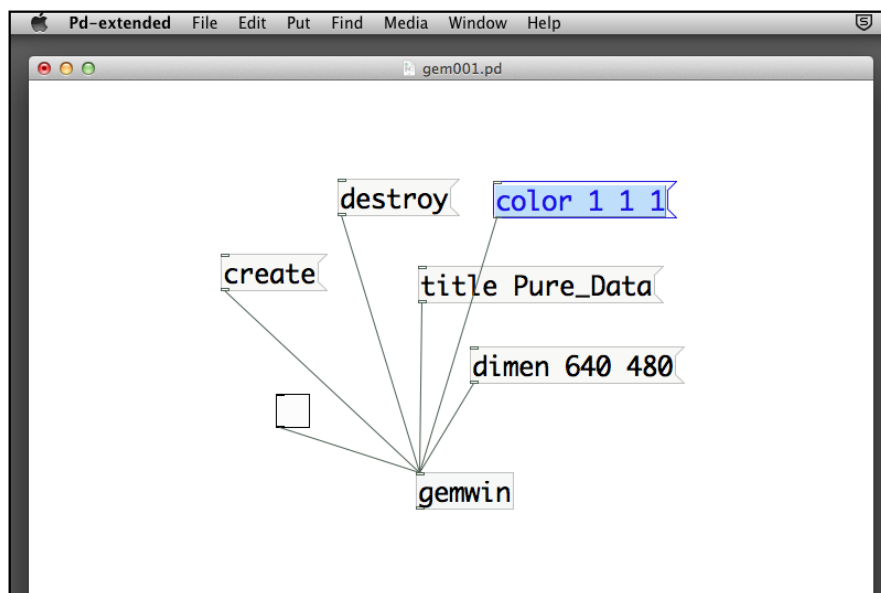 Pd-extended File Edit Put Find Media Window Help
gem001.pd
destroy
color 1 1 1
create
title Pure_Data
dimen 640 480
gemwin